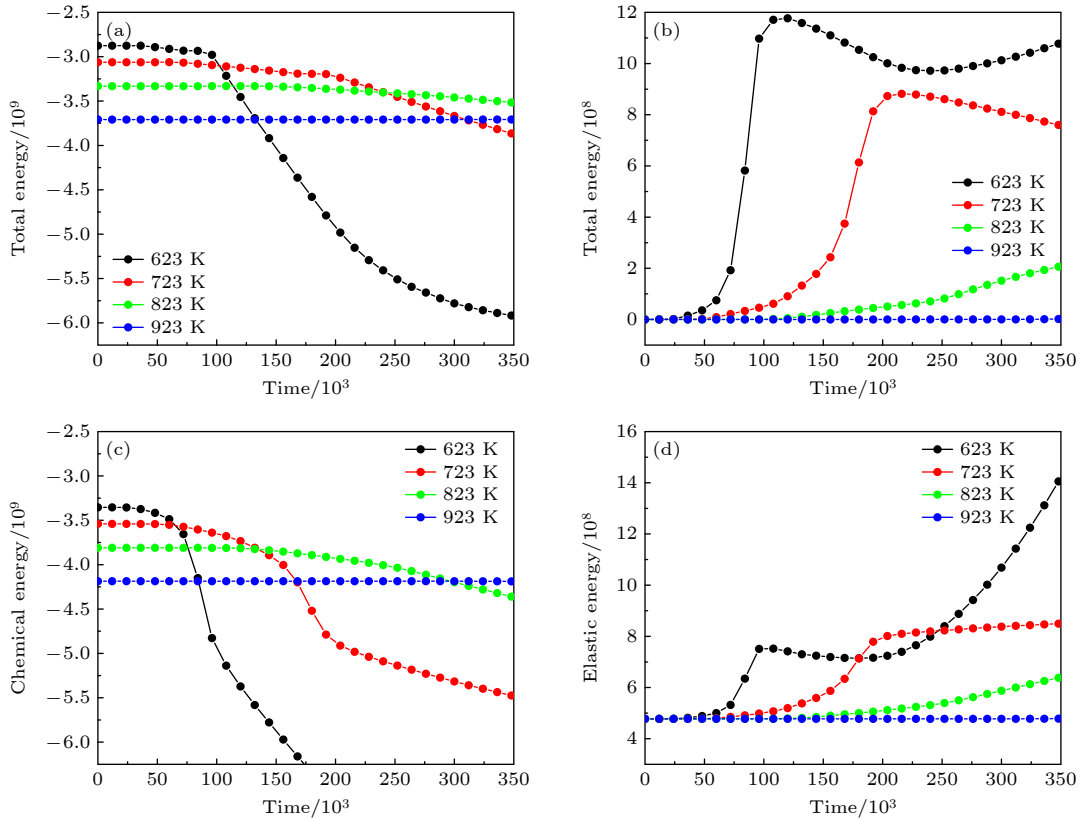 (a)
Total energy/10⁹
−2.5
−3.0
−3.5
−4.0
−4.5
−5.0
−5.5
−6.0
623 K
723 K
823 K
923 K
0 50 100 150 200 250 300 350
Time/10³
(b)
Total energy/10⁸
12
10
8
6
4
2
0
623 K
723 K
823 K
923 K
0 50 100 150 200 250 300 350
Time/10³
(c)
Chemical energy/10⁹
−2.5
−3.0
−3.5
−4.0
−4.5
−5.0
−5.5
−6.0
623 K
723 K
823 K
923 K
0 50 100 150 200 250 300 350
Time/10³
(d)
Elastic energy/10⁸
16
14
12
10
8
6
4
623 K
723 K
823 K
923 K
0 50 100 150 200 250 300 350
Time/10³